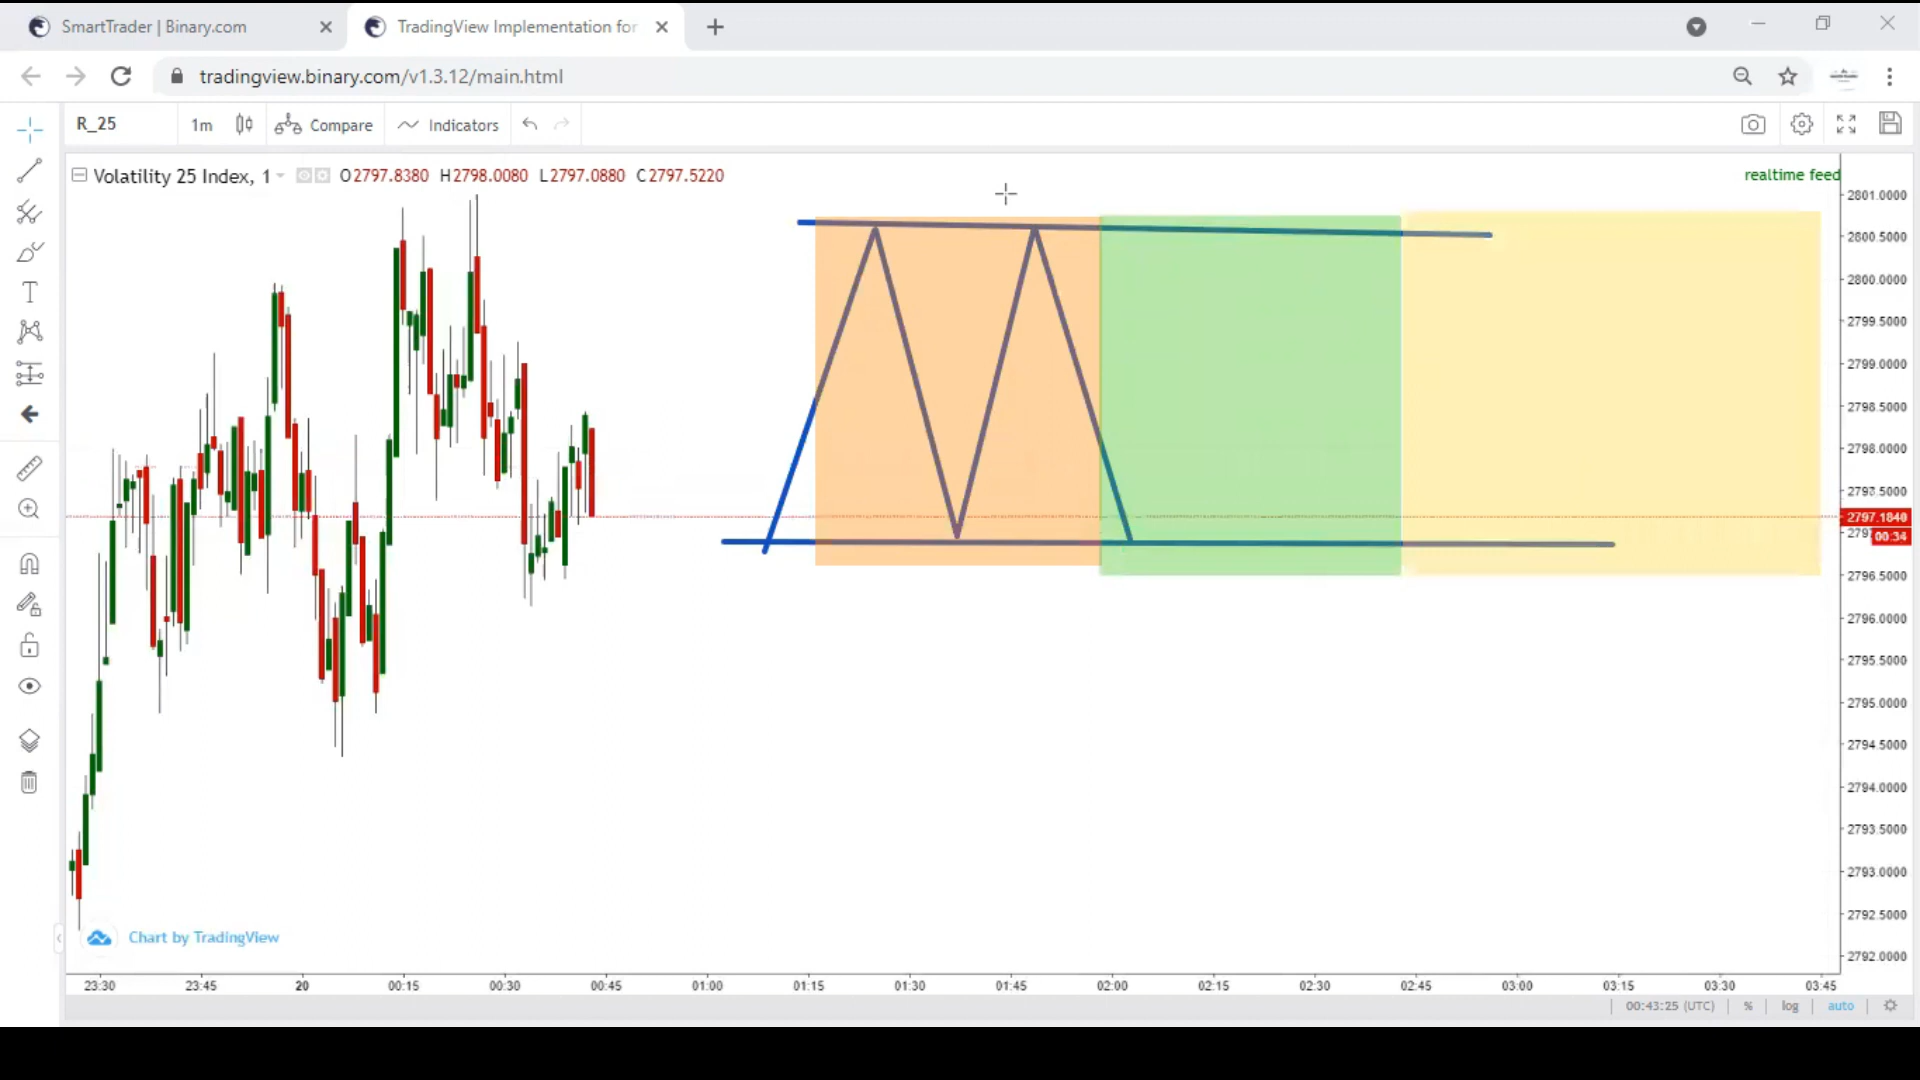 SmartTrader | Binary.com
TradingView Implementation for
tradingview.binary.com/v1.3.12/main.html
R_25
1m
Compare
Indicators
Volatility 25 Index, 1
O2797.8380 H2798.0080 L2797.0880 C2797.5220
realtime feed
2801.0000
2800.5000
2800.0000
2799.5000
2799.0000
2798.5000
2798.0000
2797.5000
2797.1840
00:34
2796.5000
2796.0000
2795.5000
2795.0000
2794.5000
2794.0000
2793.5000
2793.0000
2792.5000
2792.0000
Chart by TradingView
23:30 23:45 20 00:15 00:30 00:45 01:00 01:15 01:30 01:45 02:00 02:15 02:30 02:45 03:00 03:15 03:30 03:45
00:43:25 (UTC) % log auto